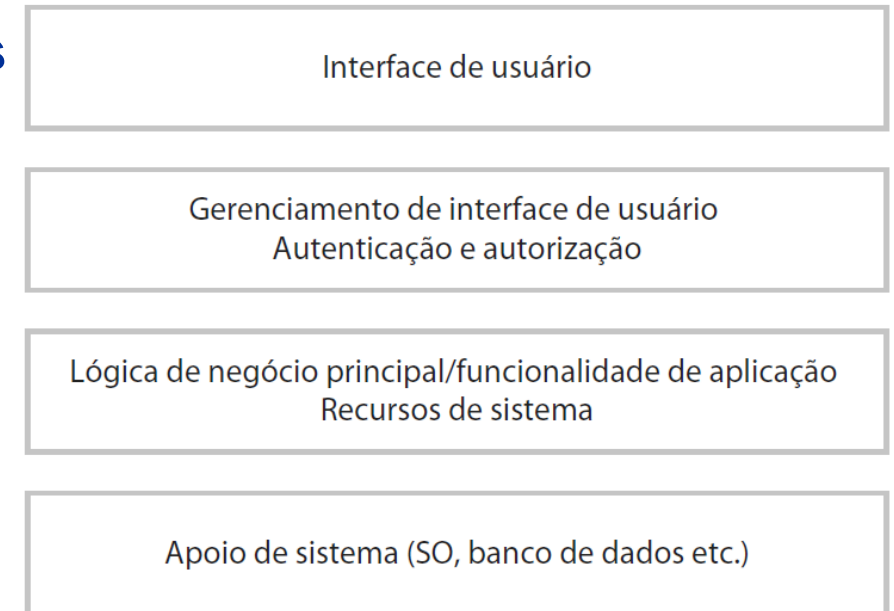 s
Interface de usuário
Gerenciamento de interface de usuário
Autenticação e autorização
Lógica de negócio principal/funcionalidade de aplicação
Recursos de sistema
Apoio de sistema (SO, banco de dados etc.)